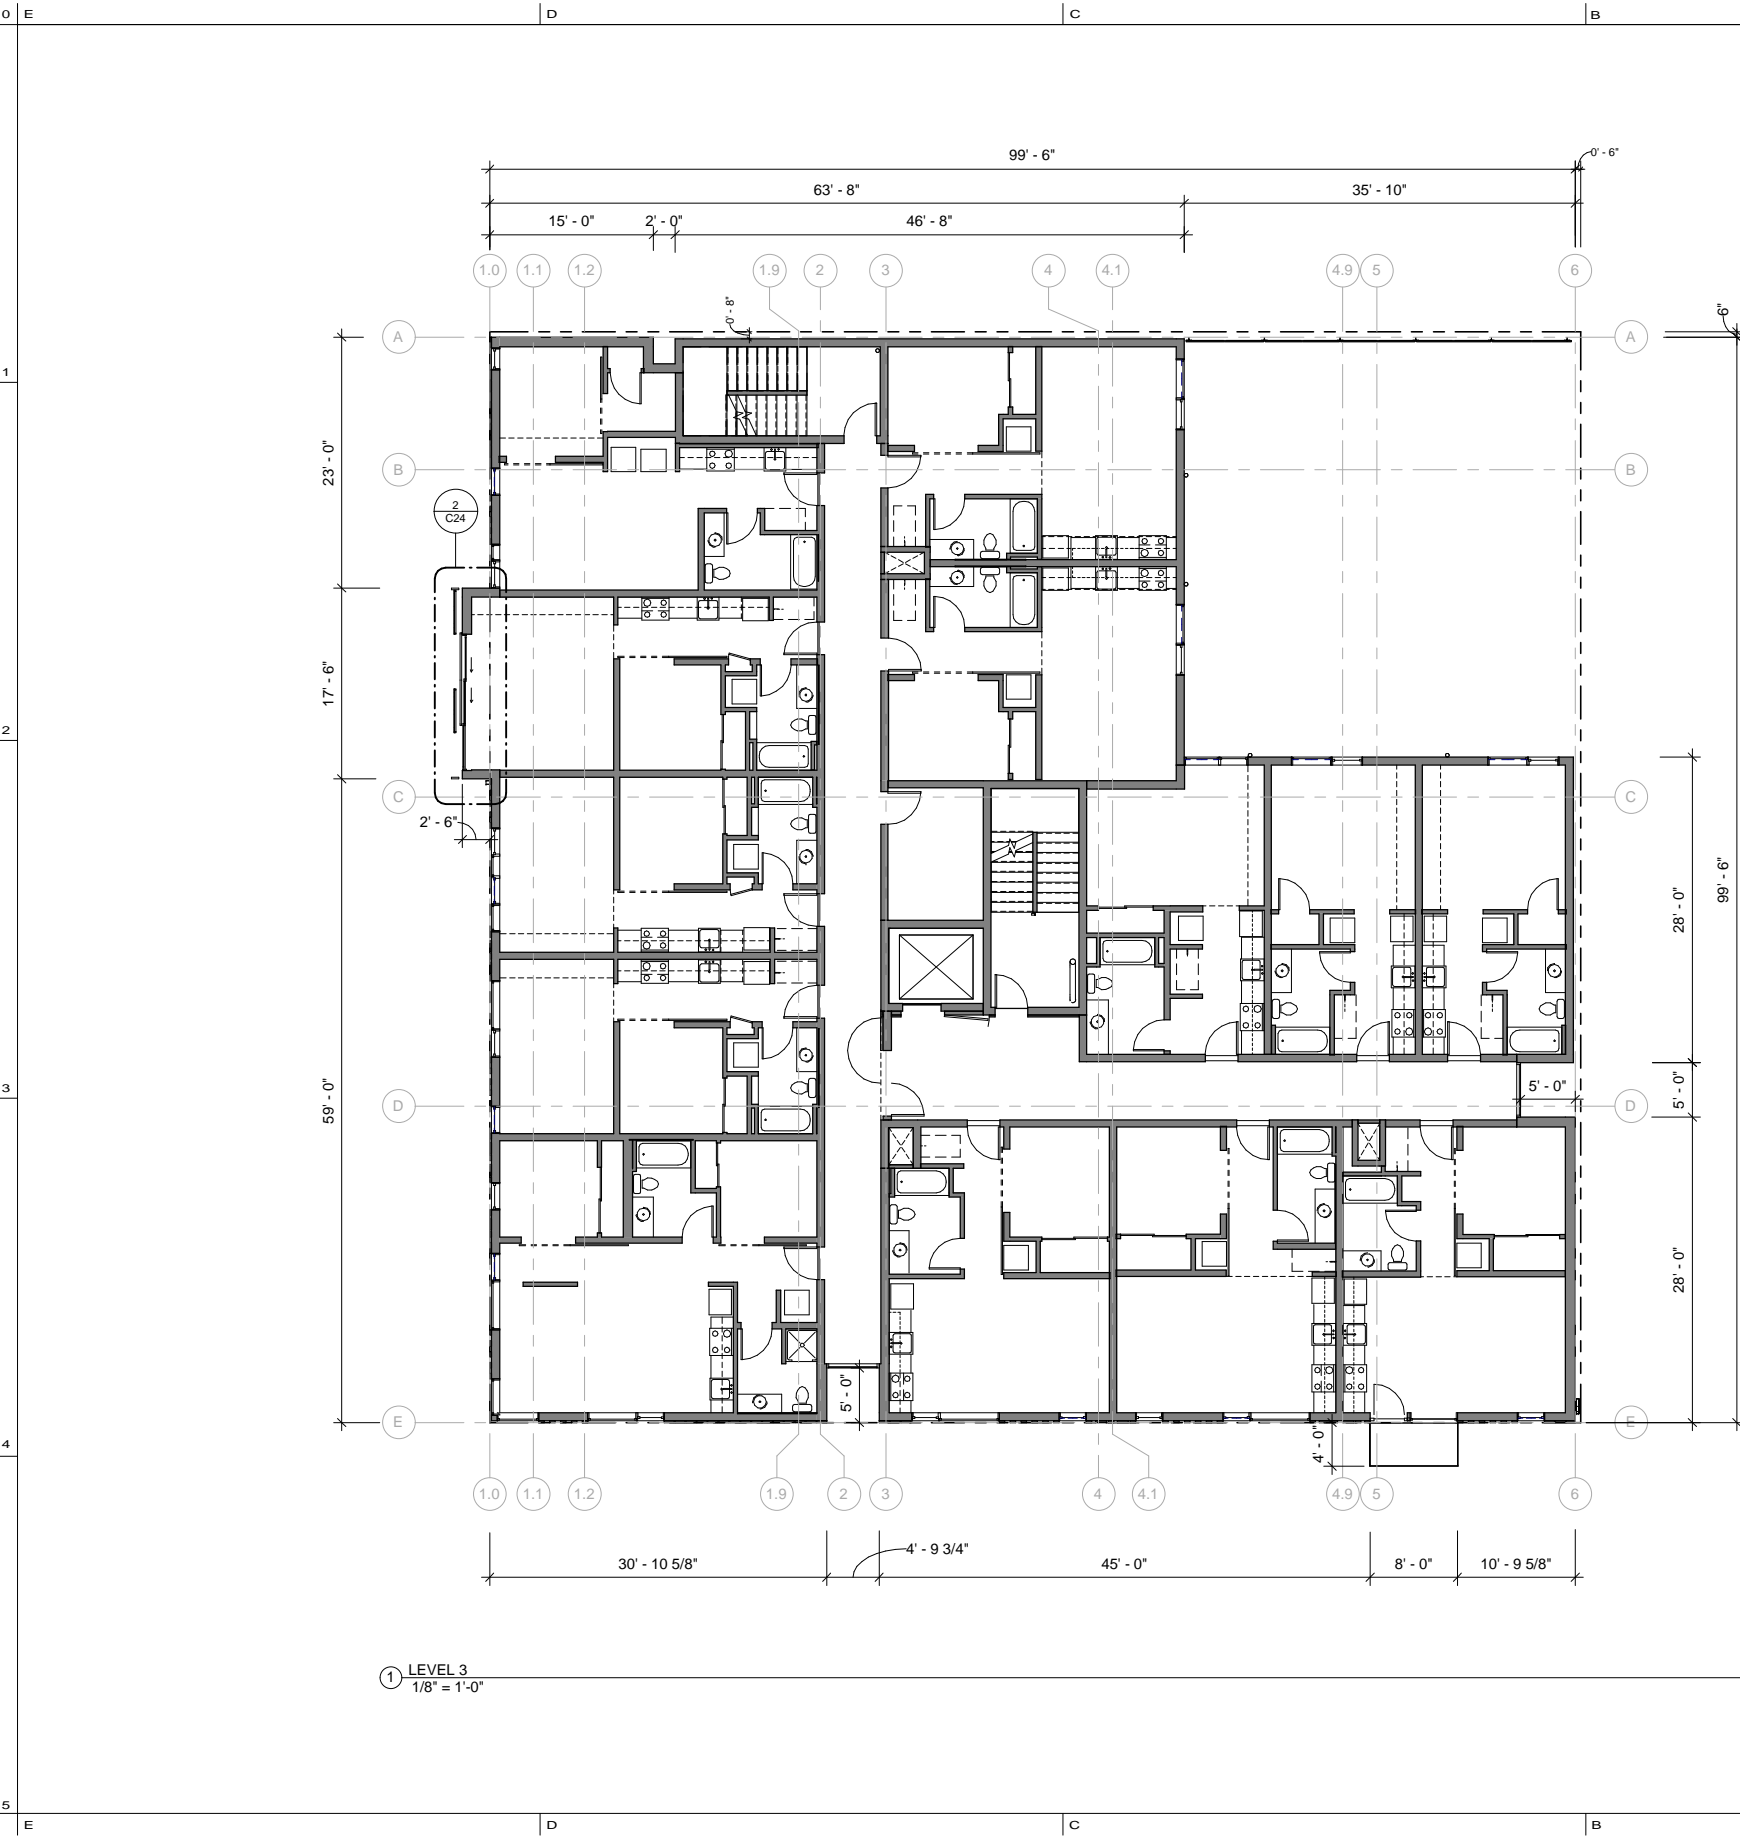 0 E D C B
99' - 6"
0' - 6"
63' - 8" 35' - 10"
15' - 0" 2' - 0" 46' - 8"
1.0 1.1 1.2 1.9 2 3 4 4.1 4.9 5 6
0' - 8"
6"
A A
1
23' - 0"
B B
2
C24
17' - 6"
2
C C
2' - 6"
28' - 0"
99' - 6"
3
59' - 0"
5' - 0"
5' - 0"
D D
28' - 0"
5' - 0"
4' - 0"
E E
4
1.0 1.1 1.2 1.9 2 3 4 4.1 4.9 5 6
4' - 9 3/4"
30' - 10 5/8" 45' - 0" 8' - 0" 10' - 9 5/8"
1 LEVEL 3
1/8" = 1'-0"
5
E D C B